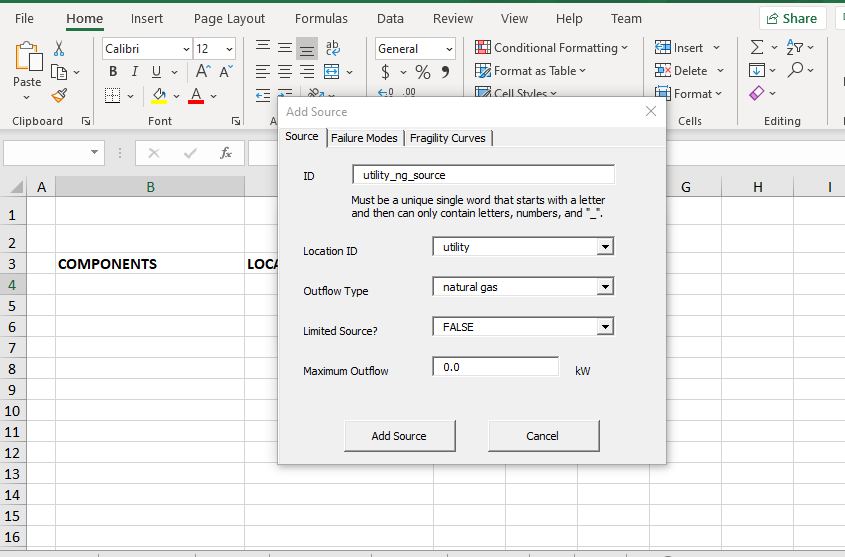 File Home Insert Page Layout Formulas Data Review View Help Team Share
Paste
Calibri 12
B I U A A
ab
General
$ % 9
.00
Conditional Formatting
Format as Table
Cell Styles
Insert
Delete
Format
Clipboard Font Cells Editing
fx
Add Source
Source Failure Modes Fragility Curves
ID utility_ng_source
Must be a unique single word that starts with a letter
and then can only contain letters, numbers, and "_".
Location ID utility
Outflow Type natural gas
Limited Source? FALSE
Maximum Outflow 0.0 kW
Add Source Cancel
A B G H I
1
2
3 COMPONENTS LOCA
4
5
6
7
8
9
10
11
12
13
14
15
16